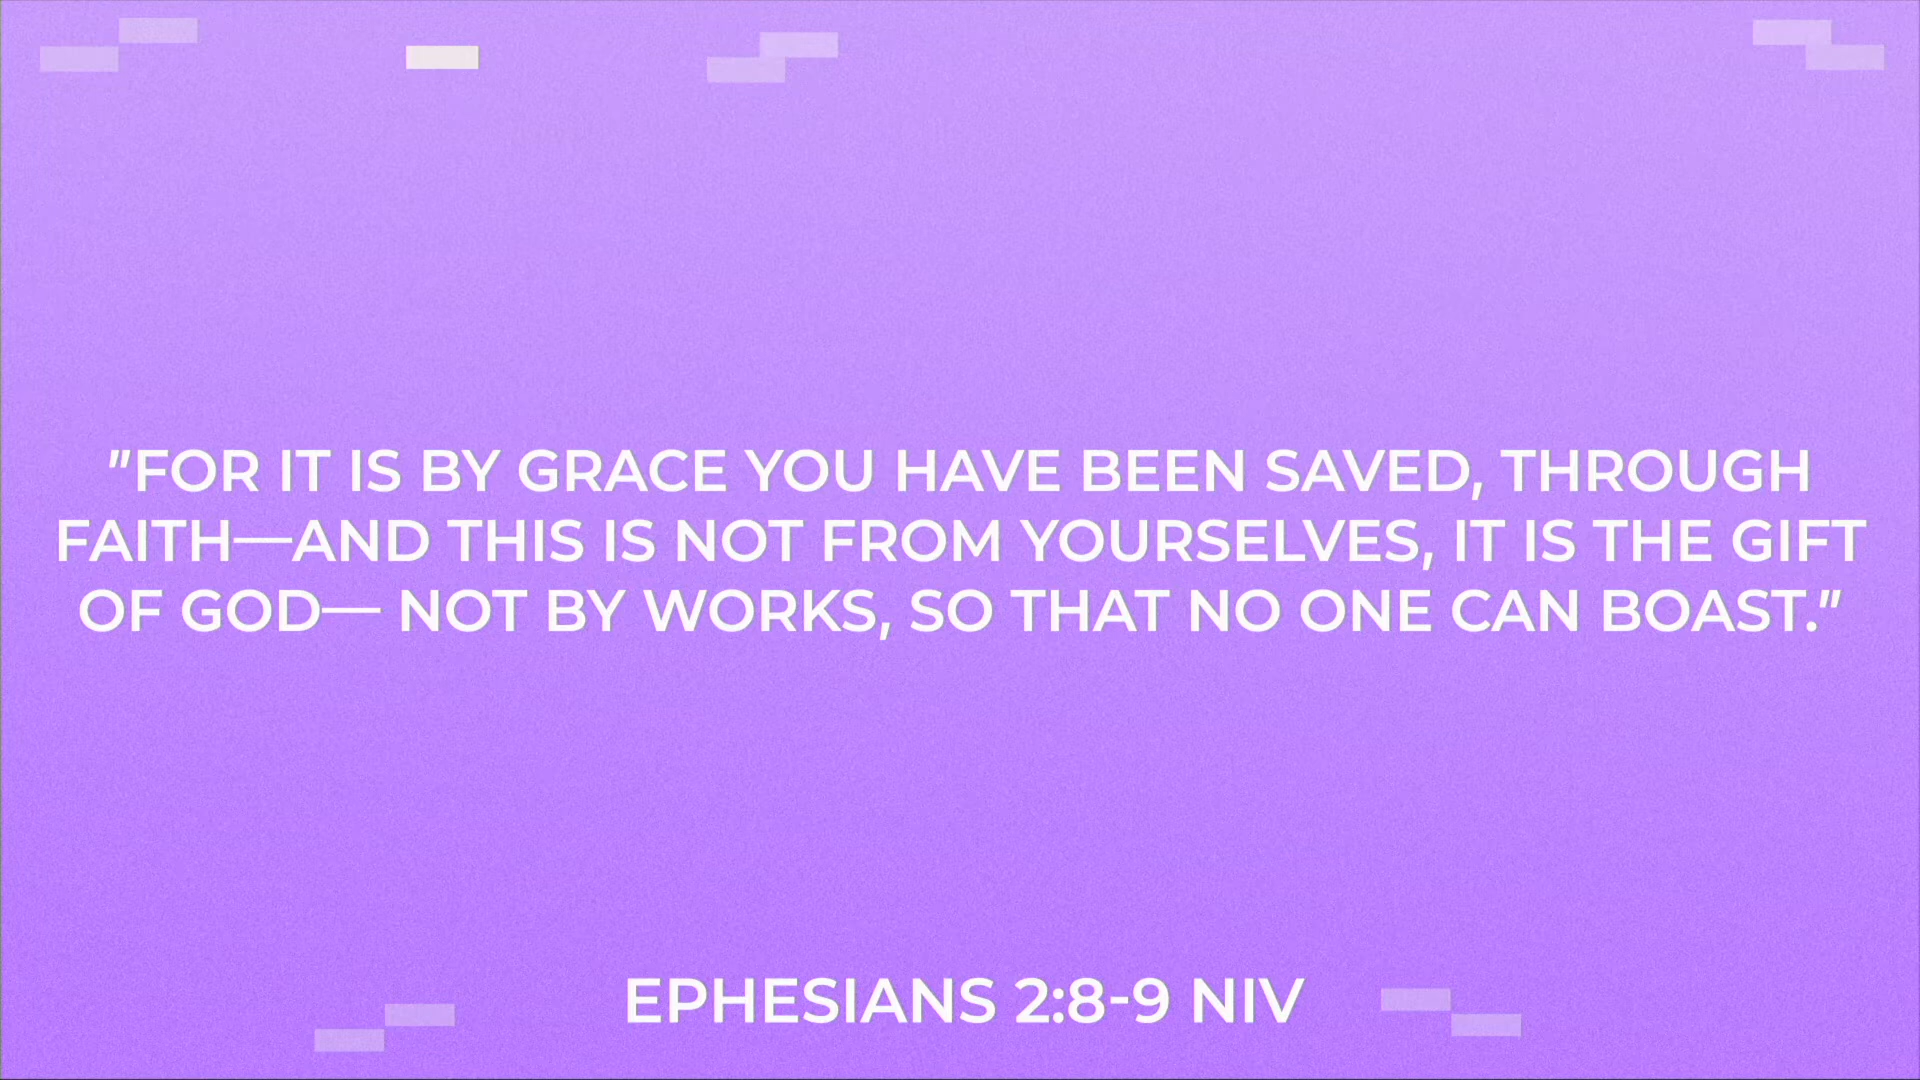 "FOR IT IS BY GRACE YOU HAVE BEEN SAVED, THROUGH
FAITH—AND THIS IS NOT FROM YOURSELVES, IT IS THE GIFT
OF GOD— NOT BY WORKS, SO THAT NO ONE CAN BOAST."
EPHESIANS 2:8-9 NIV